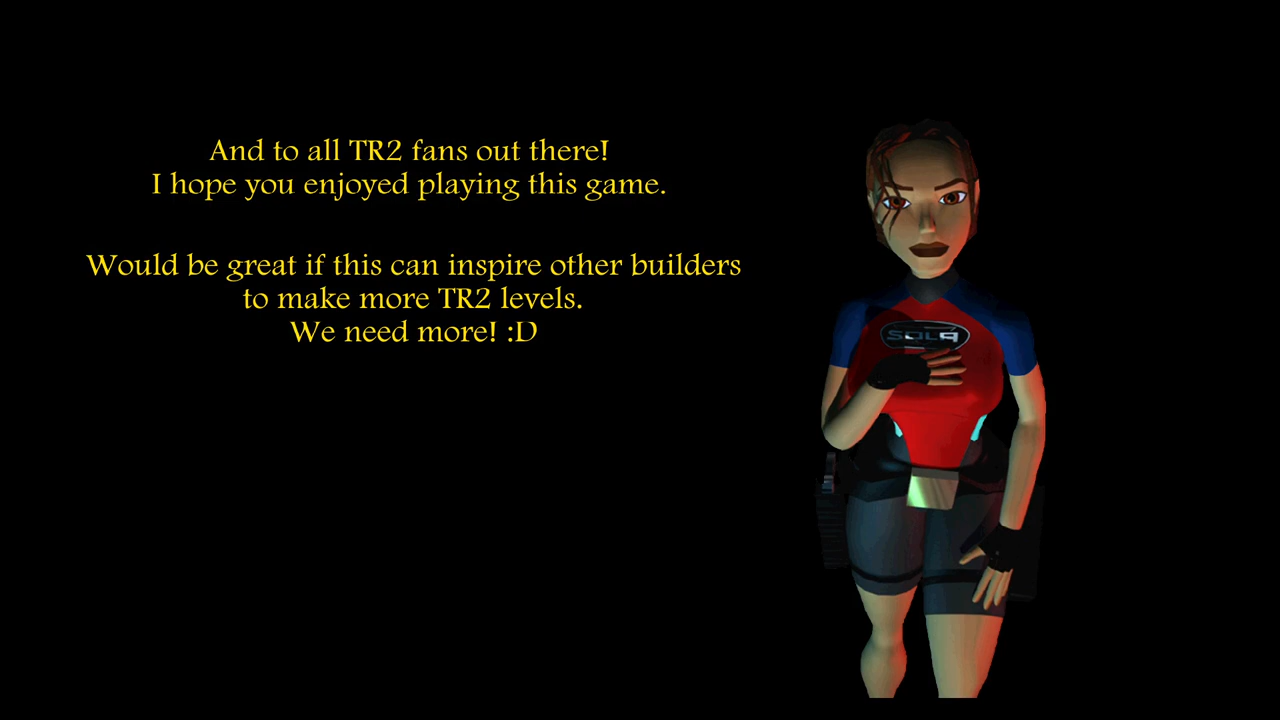 And to all TR2 fans out there!
I hope you enjoyed playing this game.
Would be great if this can inspire other builders
to make more TR2 levels.
We need more! :D
SOLA